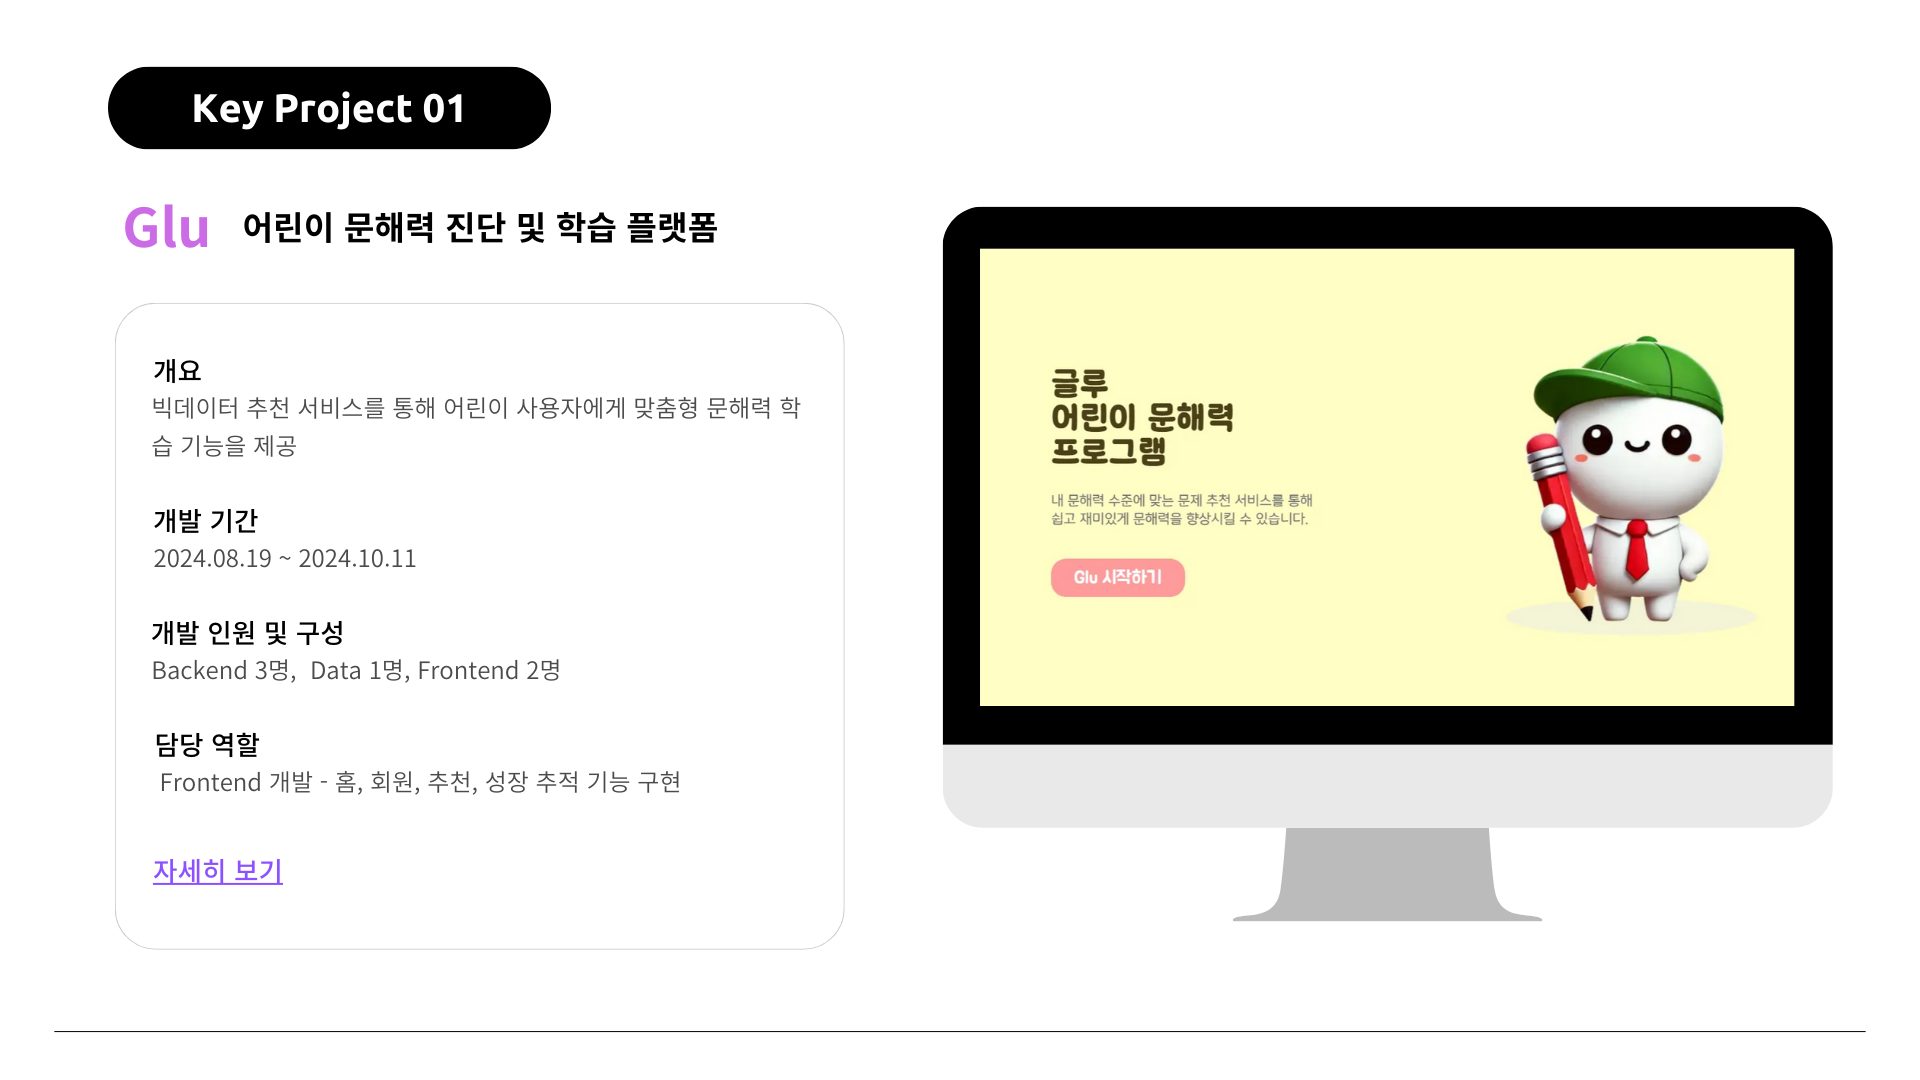 Key Project 01
Glu 어린이 문해력 진단 및 학습 플랫폼
개요
빅데이터 추천 서비스를 통해 어린이 사용자에게 맞춤형 문해력 학
습 기능을 제공
개발 기간
2024.08.19 ~ 2024.10.11
개발 인원 및 구성
Backend 3명,  Data 1명, Frontend 2명
담당 역할
Frontend 개발 - 홈, 회원, 추천, 성장 추적 기능 구현
자세히 보기
글루
어린이 문해력
프로그램
내 문해력 수준에 맞는 문제 추천 서비스를 통해
쉽고 재미있게 문해력을 향상시킬 수 있습니다.
Glu 시작하기